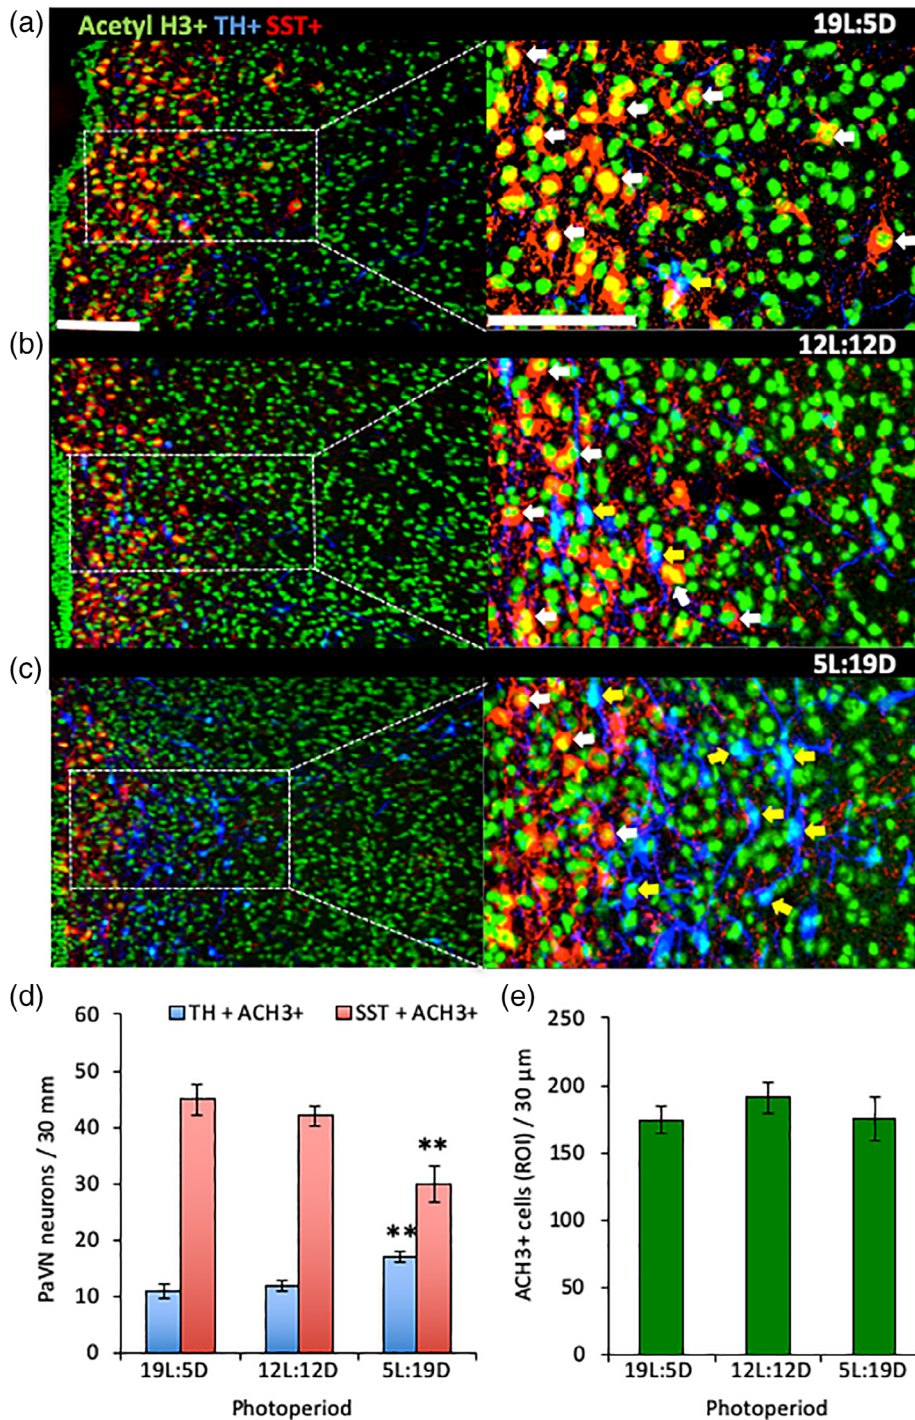 (a) Acetyl H3+ TH+ SST+ 19L:5D
(b) 12L:12D
(c) 5L:19D
(d) (e)
TH + ACH3+ SST + ACH3+
PaVN neurons / 30 mm
60
50
40
30
20
10
0
**
**
19L:5D 12L:12D 5L:19D
Photoperiod
ACH3+ cells (ROI) / 30 μm
250
200
150
100
50
0
19L:5D 12L:12D 5L:19D
Photoperiod